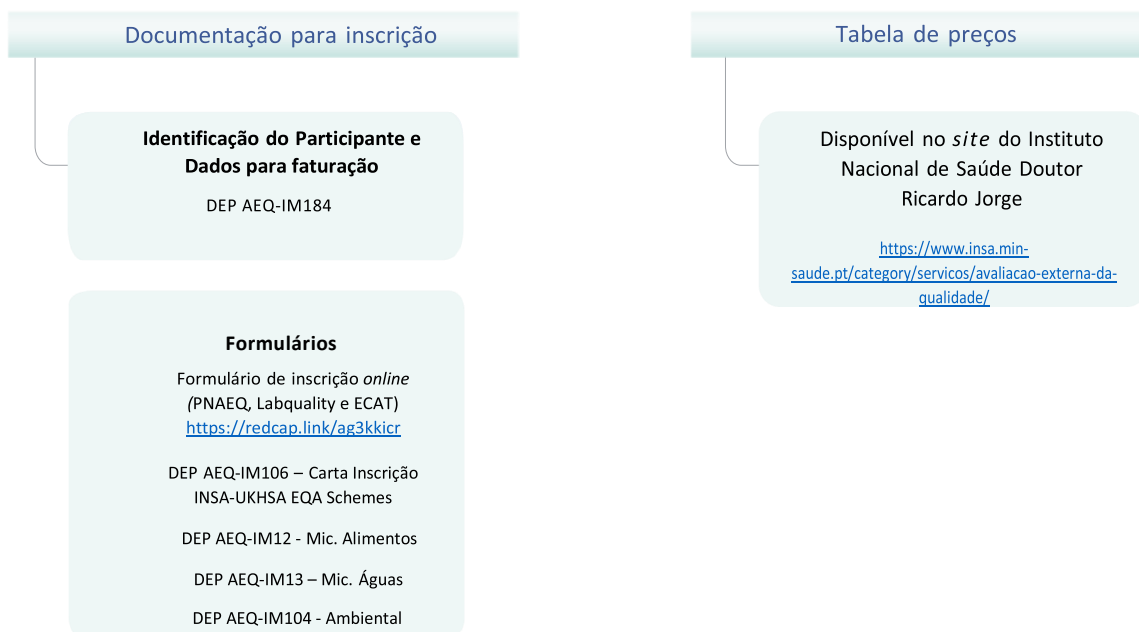 Documentação para inscrição
Identificação do Participante e
Dados para faturação
DEP AEQ-IM184
Formulários
Formulário de inscrição online
(PNAEQ, Labquality e ECAT)
https://redcap.link/ag3kkicr
DEP AEQ-IM106 – Carta Inscrição
INSA-UKHSA EQA Schemes
DEP AEQ-IM12 - Mic. Alimentos
DEP AEQ-IM13 – Mic. Águas
DEP AEQ-IM104 - Ambiental
Tabela de preços
Disponível no site do Instituto
Nacional de Saúde Doutor
Ricardo Jorge
https://www.insa.min-
saude.pt/category/servicos/avaliacao-externa-da-
qualidade/